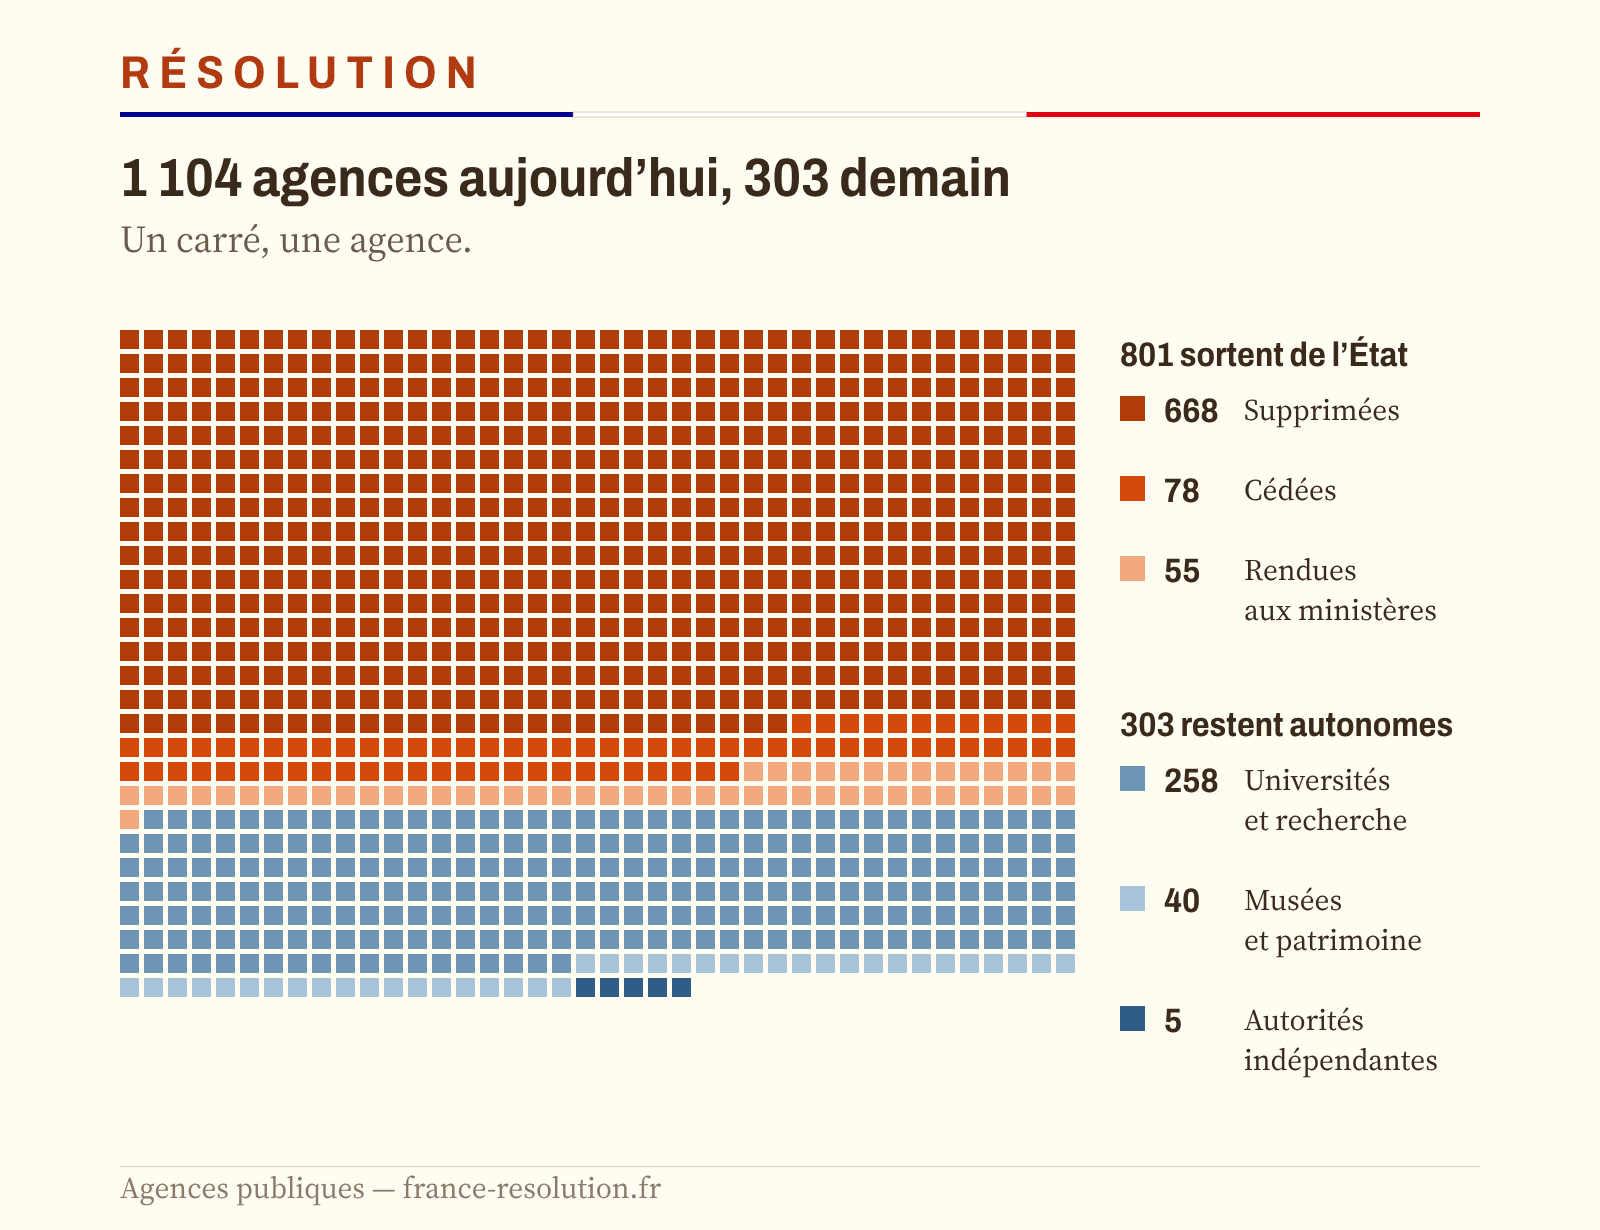 RÉSOLUTION
1 104 agences aujourd’hui, 303 demain
Un carré, une agence.
801 sortent de l’État
668 Supprimées
78 Cédées
55 Rendues
aux ministères
303 restent autonomes
258 Universités
et recherche
40 Musées
et patrimoine
5 Autorités
indépendantes
Agences publiques — france-resolution.fr